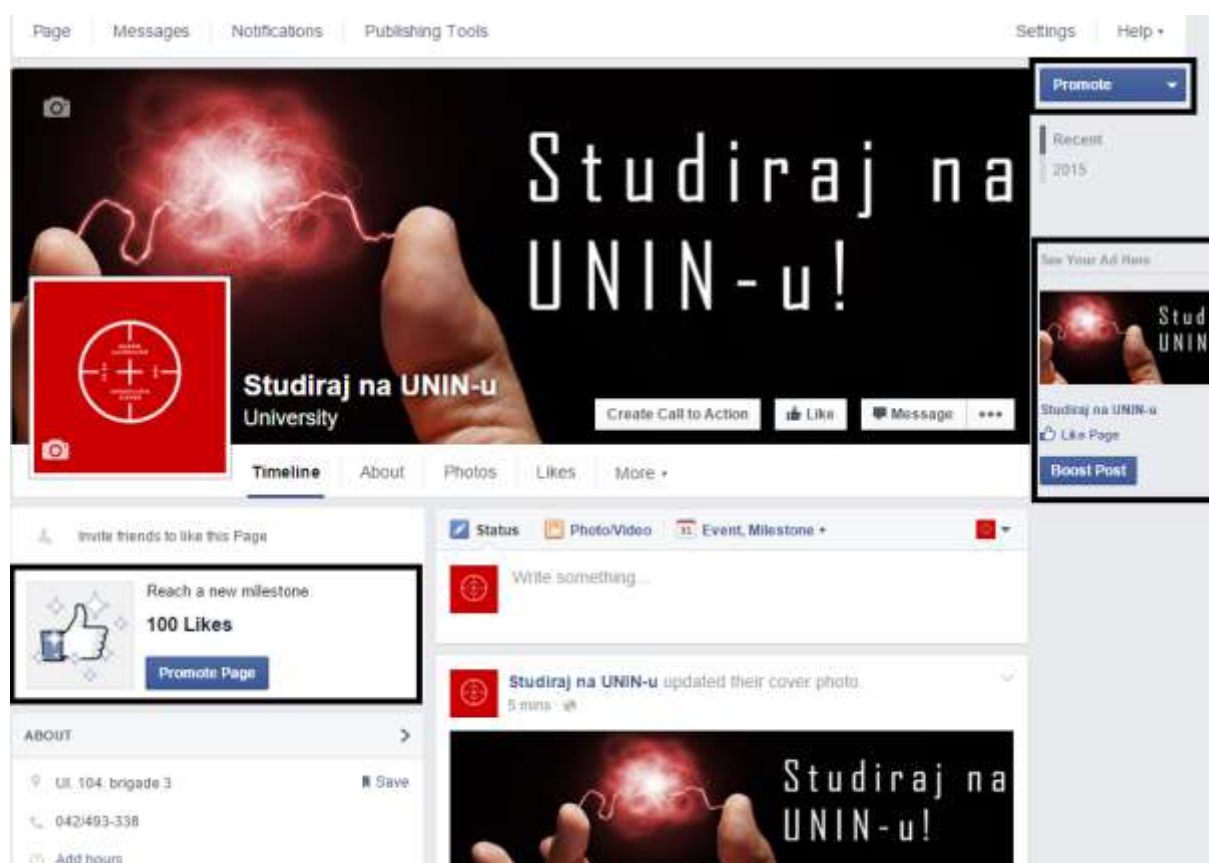 Page Messages Notifications Publishing Tools Settings Help
Promote
Recent
2015
Studiraj na
UNIN-u!
See Your Ad Here
Stud
UNIN
Studiraj na UNIN-u
University
Create Call to Action Like Message •••
Studiraj na UNIN-u
Like Page
Boost Post
Timeline About Photos Likes More
Invite friends to like this Page
Status Photo/Video 31 Event, Milestone +
Write something...
Reach a new milestone
100 Likes
Promote Page
Studiraj na UNIN-u updated their cover photo.
5 mins ·
ABOUT
Ul. 104. brigade 3 Save
042/493-338
Add hours
Studiraj na
UNIN-u!